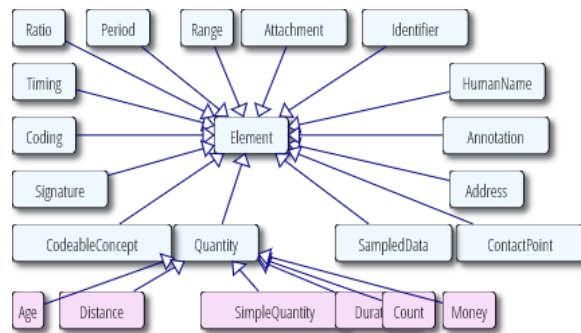 Ratio Period Range Attachment Identifier
Timing HumanName
Coding Element Annotation
Signature Address
CodeableConcept Quantity SampledData ContactPoint
Age Distance SimpleQuantity Durat Count Money